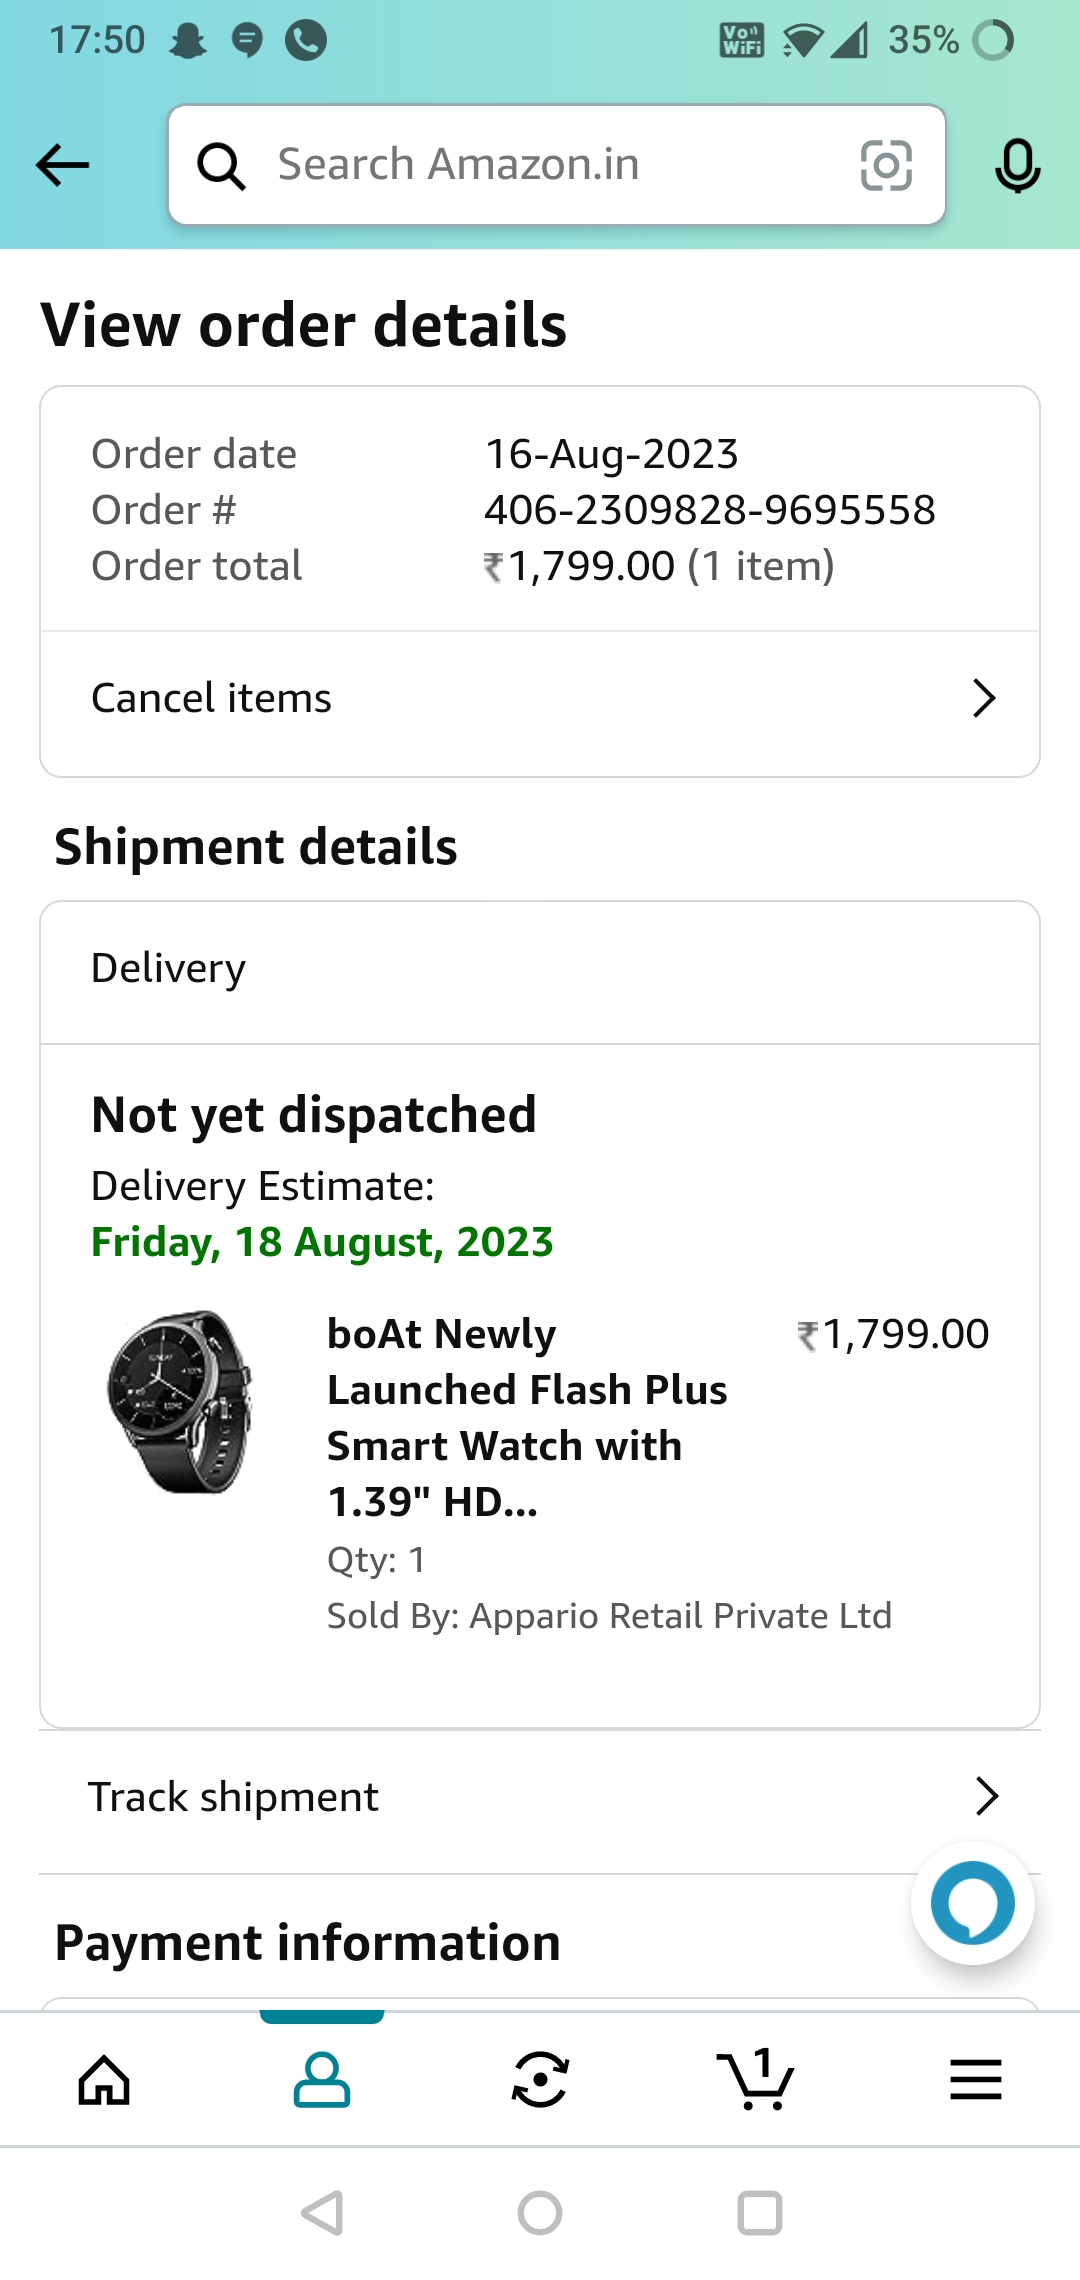 17:50 Vo WiFi 35%
Search Amazon.in
View order details
Order date 16-Aug-2023
Order # 406-2309828-9695558
Order total ₹1,799.00 (1 item)
Cancel items
Shipment details
Delivery
Not yet dispatched
Delivery Estimate:
Friday, 18 August, 2023
boAt Newly ₹1,799.00
Launched Flash Plus
Smart Watch with
1.39" HD...
Qty: 1
Sold By: Appario Retail Private Ltd
Track shipment
Payment information
1